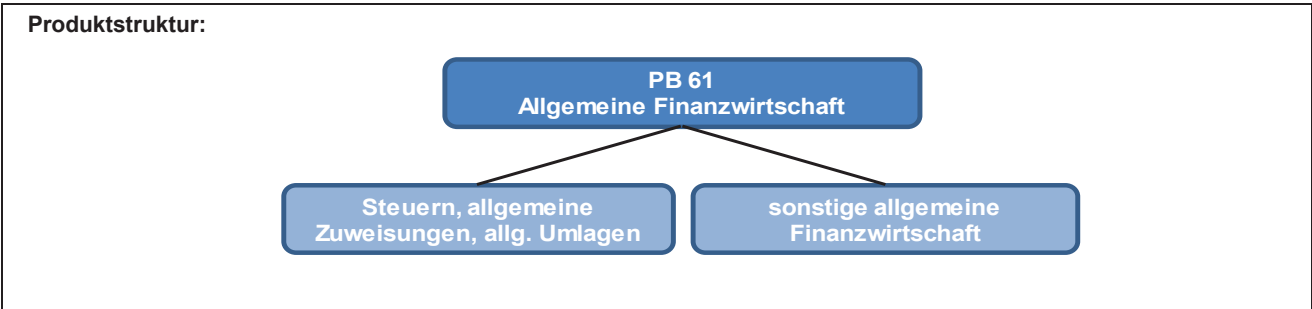 Produktstruktur:
PB 61
Allgemeine Finanzwirtschaft
Steuern, allgemeine
Zuweisungen, allg. Umlagen
sonstige allgemeine
Finanzwirtschaft